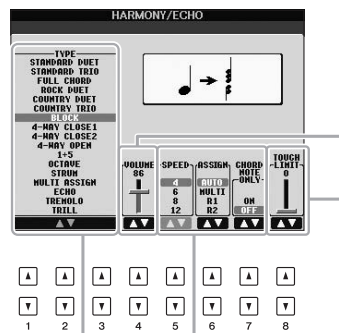 HARMONY/ECHO
TYPE
STANDARD DUET
STANDARD TRIO
FULL CHORD
ROCK DUET
COUNTRY DUET
COUNTRY TRIO
BLOCK
4-WAY CLOSE1
4-WAY CLOSE2
4-WAY OPEN
1+5
OCTAVE
STRUM
MULTI ASSIGN
ECHO
TREMOLO
TRILL
VOLUME
86
SPEED
4
6
8
12
ASSIGN
AUTO
MULTI
R1
R2
CHORD
NOTE
ONLY
ON
OFF
TOUCH
LIMIT
0
1 2 3 4 5 6 7 8